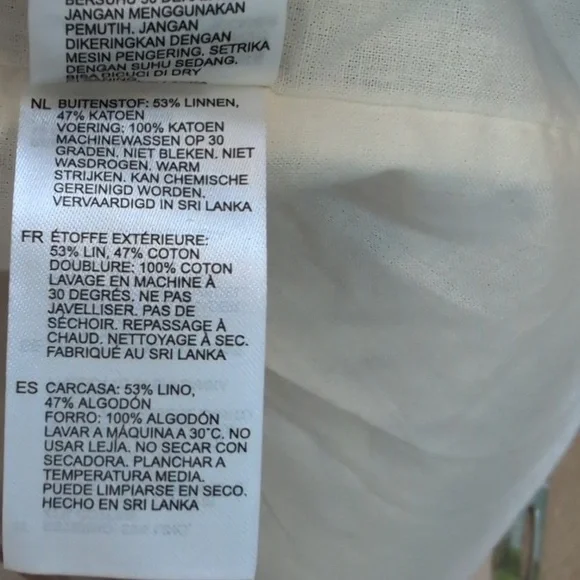 JANGAN MENGGUNAKAN
PEMUTIH. JANGAN
DIKERINGKAN DENGAN
MESIN PENGERING. SETRIKA
DENGAN SUHU SEDANG.
BISA DICUCI DI DRY
NL BUITENSTOF: 53% LINNEN,
47% KATOEN
VOERING: 100% KATOEN
MACHINEWASSEN OP 30
GRADEN. NIET BLEKEN. NIET
WASDROGEN. WARM
STRIJKEN. KAN CHEMISCHE
GEREINIGD WORDEN.
VERVAARDIGD IN SRI LANKA
FR ÉTOFFE EXTÉRIEURE:
53% LIN, 47% COTON
DOUBLURE: 100% COTON
LAVAGE EN MACHINE À
30 DEGRÉS. NE PAS
JAVELLISER. PAS DE
SÉCHOIR. REPASSAGE À
CHAUD. NETTOYAGE À SEC.
FABRIQUÉ AU SRI LANKA
ES CARCASA: 53% LINO,
47% ALGODÓN
FORRO: 100% ALGODÓN
LAVAR A MÁQUINA A 30°C. NO
USAR LEJÍA. NO SECAR CON
SECADORA. PLANCHAR A
TEMPERATURA MEDIA.
PUEDE LIMPIARSE EN SECO.
HECHO EN SRI LANKA